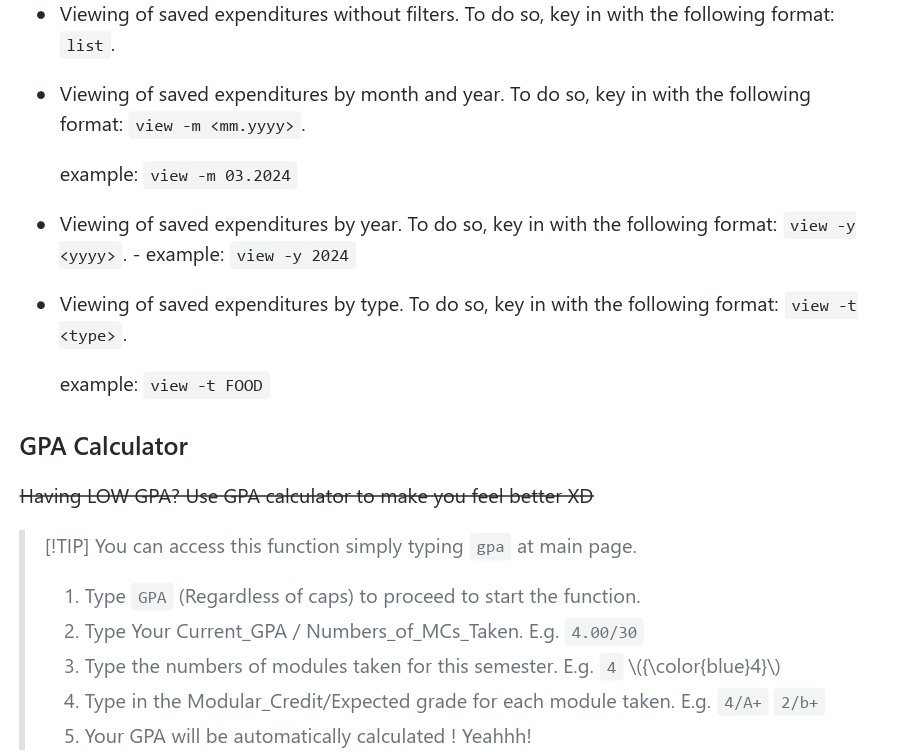 • Viewing of saved expenditures without filters. To do so, key in with the following format:
list .
• Viewing of saved expenditures by month and year. To do so, key in with the following
format: view -m <mm.yyyy> .
example: view -m 03.2024
• Viewing of saved expenditures by year. To do so, key in with the following format: view -y
<yyyy> . - example: view -y 2024
• Viewing of saved expenditures by type. To do so, key in with the following format: view -t
<type> .
example: view -t FOOD
GPA Calculator
Having LOW GPA? Use GPA calculator to make you feel better XD
[!TIP] You can access this function simply typing gpa at main page.
1. Type GPA (Regardless of caps) to proceed to start the function.
2. Type Your Current_GPA / Numbers_of_MCs_Taken. E.g. 4.00/30
3. Type the numbers of modules taken for this semester. E.g. 4 \({\color{blue}4}\)
4. Type in the Modular_Credit/Expected grade for each module taken. E.g. 4/A+ 2/b+
5. Your GPA will be automatically calculated ! Yeahhh!